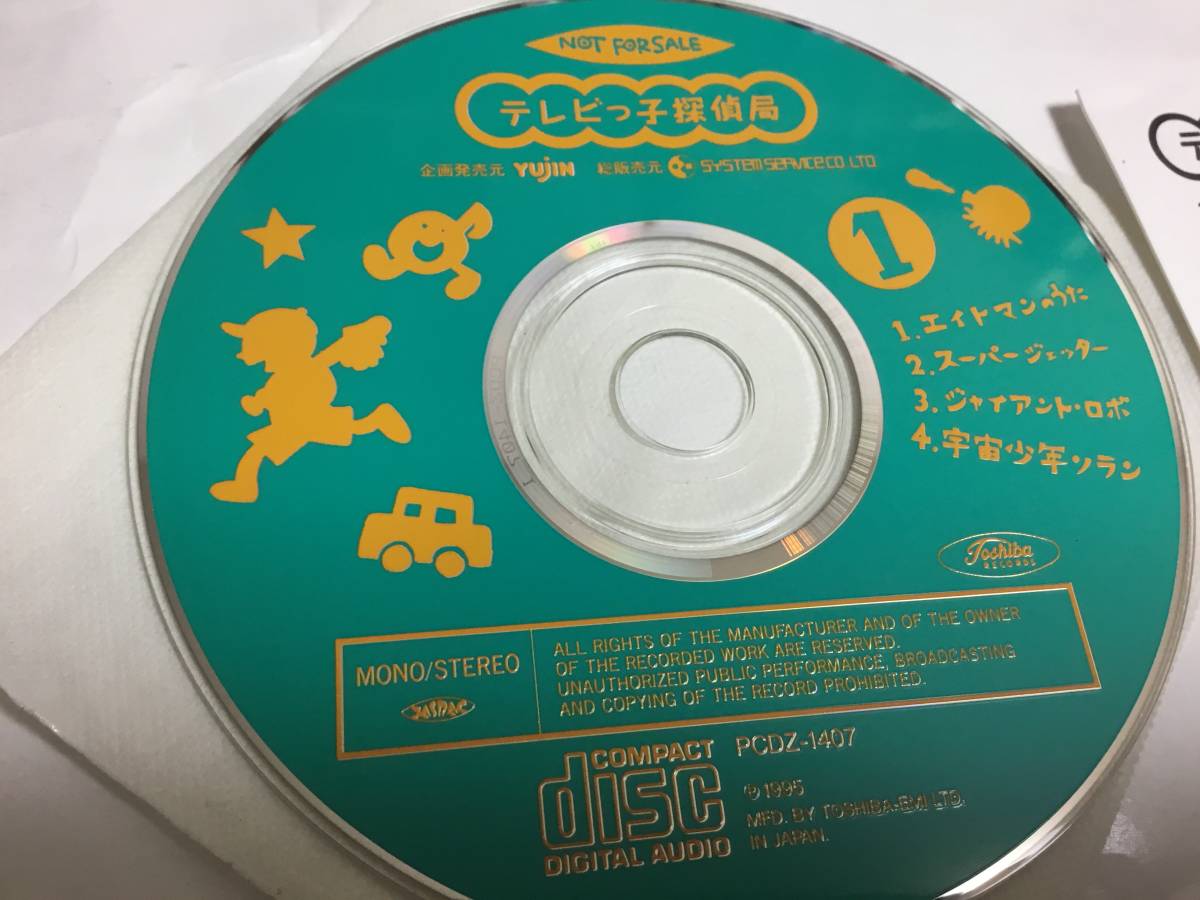 NOT FOR SALE
テレビっ子探偵局
企画発売元 YUJIN 総販売元 SYSTEM SERVICE CO. LTD
1
1.エイトマンのうた
2.スーパージェッター
3.ジャイアント・ロボ
4.宇宙少年ソラン
Toshiba
RECORDS
MONO/STEREO
JASRAC
ALL RIGHTS OF THE MANUFACTURER AND OF THE OWNER
OF THE RECORDED WORK ARE RESERVED.
UNAUTHORIZED PUBLIC PERFORMANCE, BROADCASTING
AND COPYING OF THE RECORD PROHIBITED.
COMPACT
disc
DIGITAL AUDIO
PCDZ-1407
℗ 1995
MFD. BY TOSHIBA-EMI LTD.
IN JAPAN.
テ